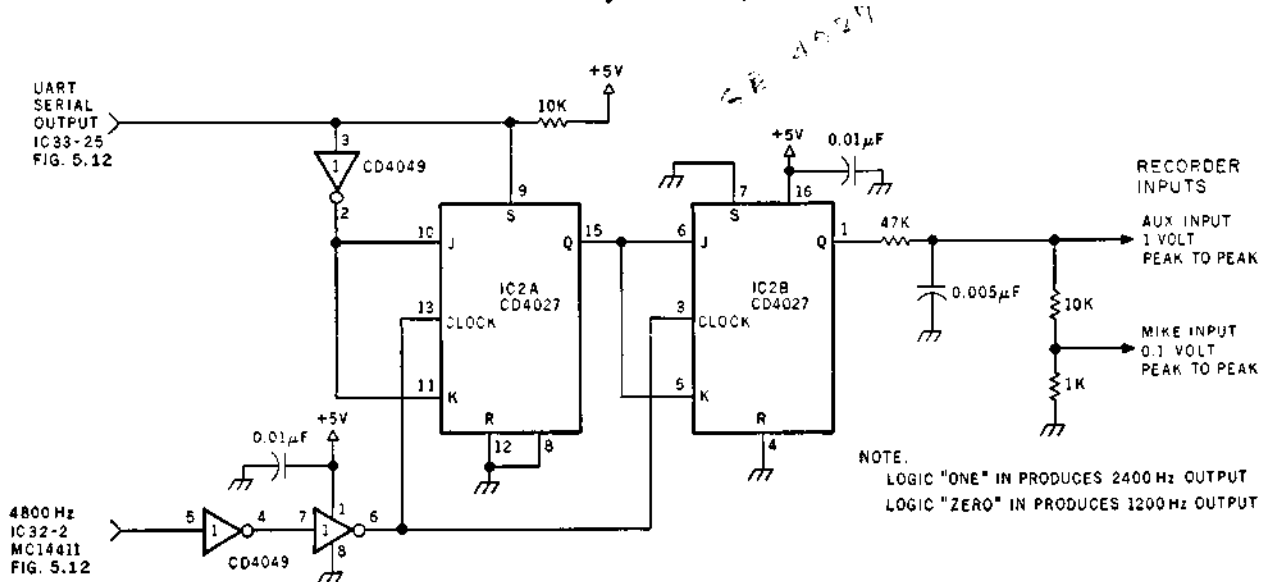 UART
SERIAL
OUTPUT
IC33-25
FIG. 5.12
+5V
10K
3
1
CD4049
2
9
S
10
J
Q
15
IC2A
CD4027
13
CLOCK
11
K
R
12
8
+5V
0.01µF
7
S
16
6
J
Q
1
IC2B
CD4027
3
CLOCK
5
K
R
4
47K
0.005µF
10K
1K
RECORDER
INPUTS
AUX INPUT
1 VOLT
PEAK TO PEAK
MIKE INPUT
0.1 VOLT
PEAK TO PEAK
+5V
0.01µF
4800 Hz
IC32-2
MC14411
FIG. 5.12
5
1
4
CD4049
7
1
1
6
8
NOTE.
LOGIC "ONE" IN PRODUCES 2400 Hz OUTPUT
LOGIC "ZERO" IN PRODUCES 1200 Hz OUTPUT